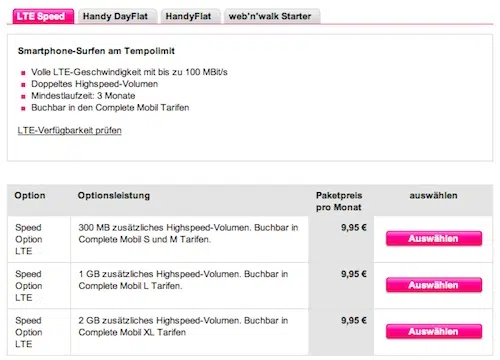 LTE Speed Handy DayFlat HandyFlat web'n'walk Starter
Smartphone-Surfen am Tempolimit
Volle LTE-Geschwindigkeit mit bis zu 100 MBit/s
Doppeltes Highspeed-Volumen
Mindestlaufzeit: 3 Monate
Buchbar in den Complete Mobil Tarifen
LTE-Verfügbarkeit prüfen
Option Optionsleistung Paketpreis pro Monat auswählen
Speed Option LTE
300 MB zusätzliches Highspeed-Volumen. Buchbar in
Complete Mobil S und M Tarifen.
9,95 €
Auswählen
Speed Option LTE
1 GB zusätzliches Highspeed-Volumen. Buchbar in
Complete Mobil L Tarifen.
9,95 €
Auswählen
Speed Option LTE
2 GB zusätzliches Highspeed-Volumen. Buchbar in
Complete Mobil XL Tarifen
9,95 €
Auswählen